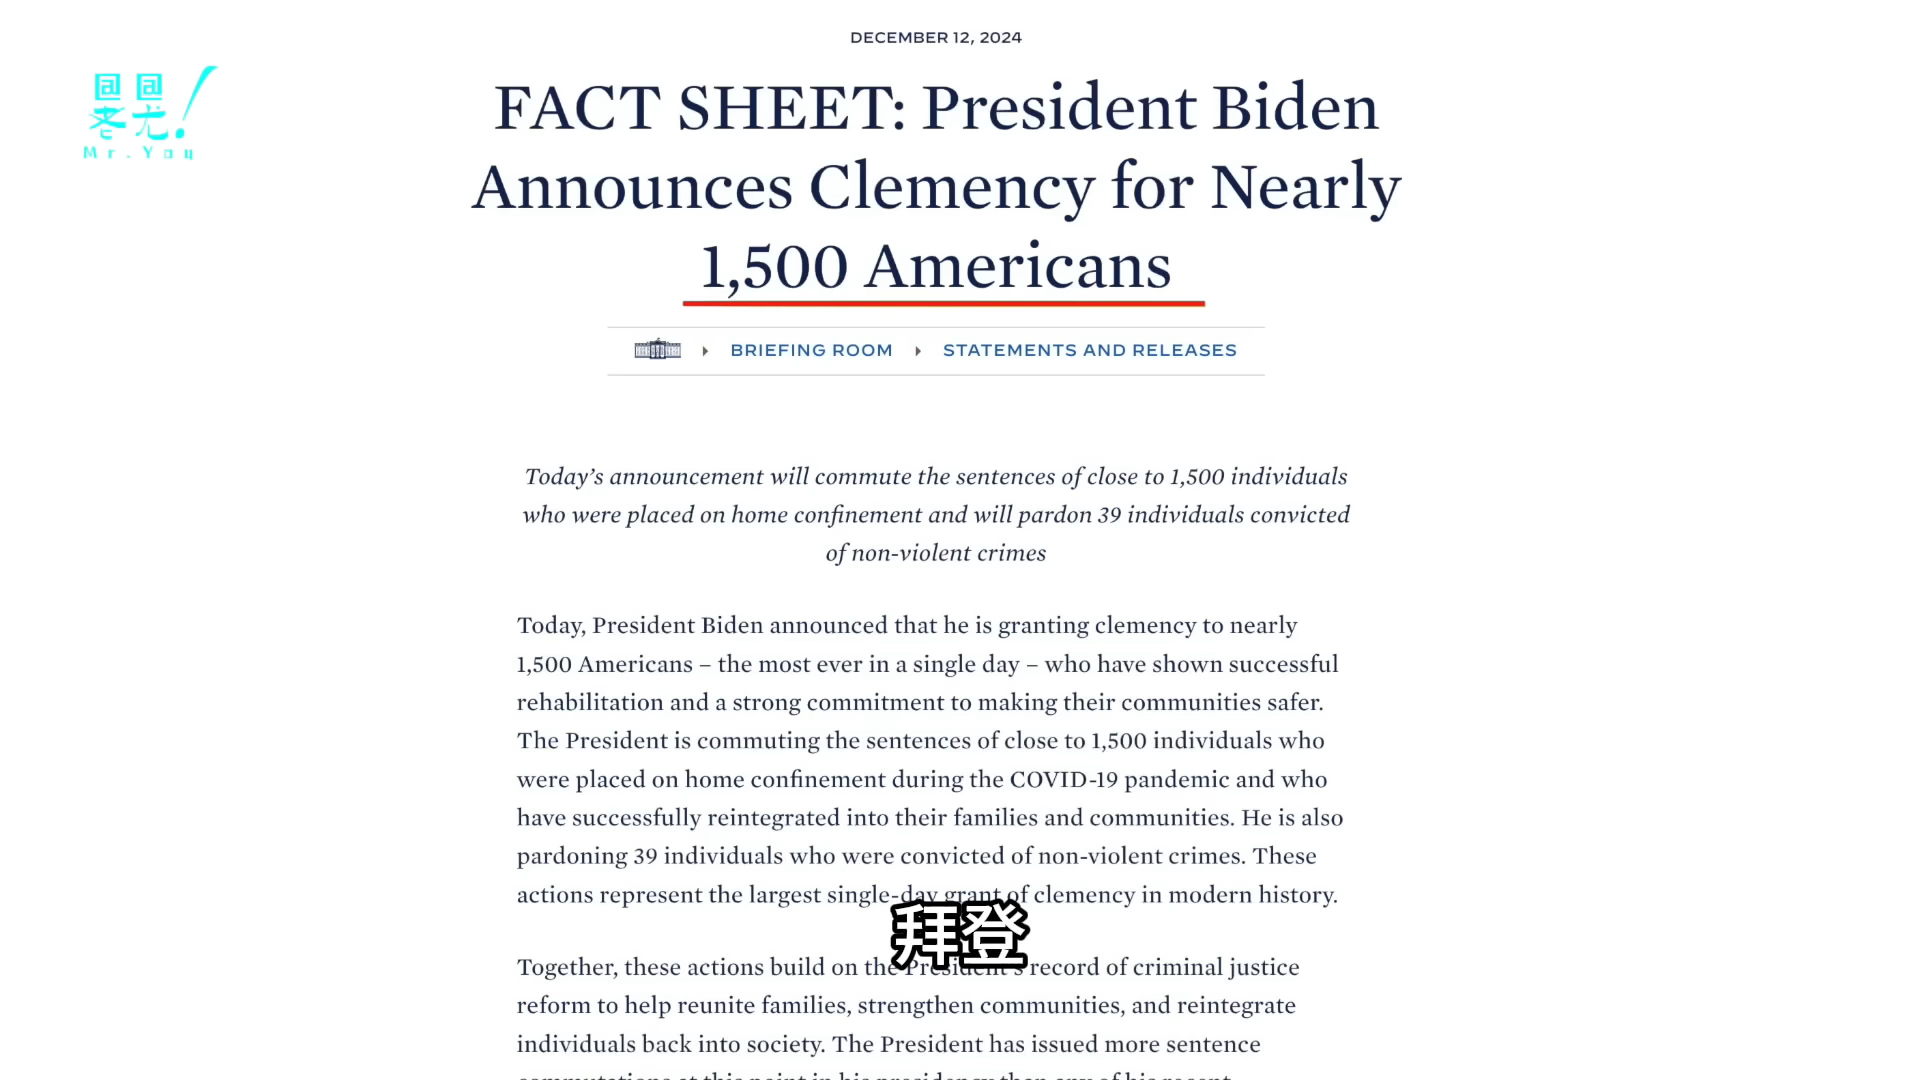 DECEMBER 12, 2024
FACT SHEET: President Biden
Announces Clemency for Nearly
1,500 Americans
BRIEFING ROOM
STATEMENTS AND RELEASES
Mr.You
Today’s announcement will commute the sentences of close to 1,500 individuals
who were placed on home confinement and will pardon 39 individuals convicted
of non-violent crimes
Today, President Biden announced that he is granting clemency to nearly
1,500 Americans – the most ever in a single day – who have shown successful
rehabilitation and a strong commitment to making their communities safer.
The President is commuting the sentences of close to 1,500 individuals who
were placed on home confinement during the COVID-19 pandemic and who
have successfully reintegrated into their families and communities. He is also
pardoning 39 individuals who were convicted of non-violent crimes. These
actions represent the largest single-day grant of clemency in modern history.
拜登
Together, these actions build on the President’s record of criminal justice
reform to help reunite families, strengthen communities, and reintegrate
individuals back into society. The President has issued more sentence